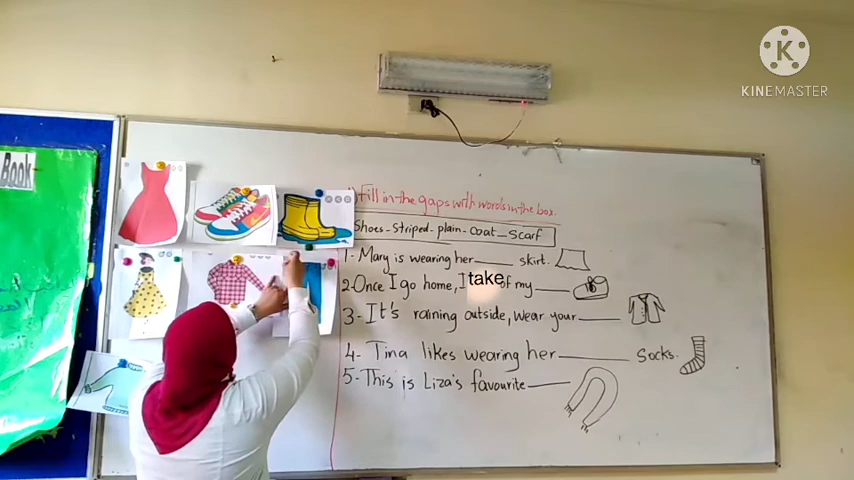 KINEMASTER
Book
fill in the gaps with words in the box.
Shoes - Striped - plain - coat - scarf
1- Mary is wearing her ____ skirt.
2- Once I go home, I take of my ____
3- It's raining outside, wear your ____
4- Tina likes wearing her ____ socks.
5- This is Liza's favourite ____